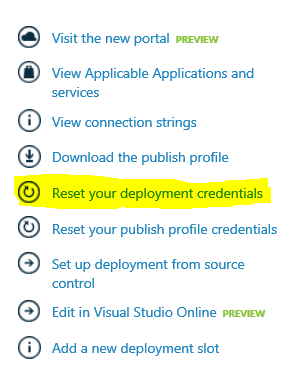 Visit the new portal PREVIEW
View Applicable Applications and
services
View connection strings
Download the publish profile
Reset your deployment credentials
Reset your publish profile credentials
Set up deployment from source
control
Edit in Visual Studio Online PREVIEW
Add a new deployment slot